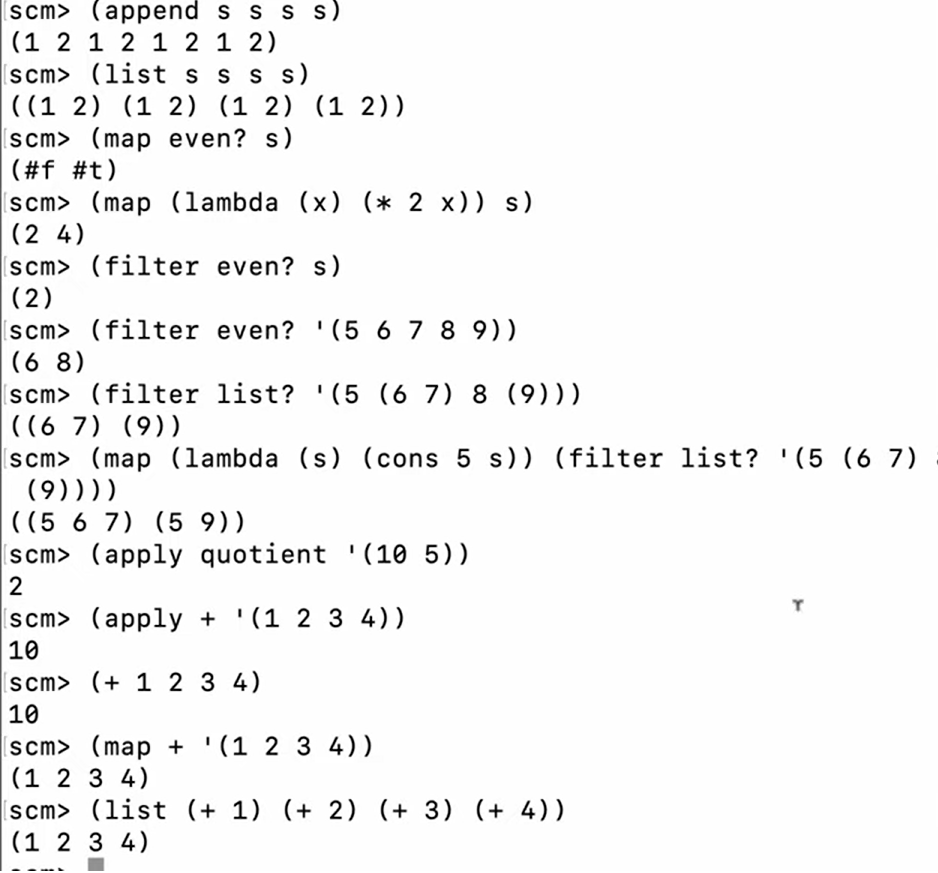 scm> (append s s s s)
(1 2 1 2 1 2 1 2)
scm> (list s s s s)
((1 2) (1 2) (1 2) (1 2))
scm> (map even? s)
(#f #t)
scm> (map (lambda (x) (* 2 x)) s)
(2 4)
scm> (filter even? s)
(2)
scm> (filter even? '(5 6 7 8 9))
(6 8)
scm> (filter list? '(5 (6 7) 8 (9)))
((6 7) (9))
scm> (map (lambda (s) (cons 5 s)) (filter list? '(5 (6 7)
(9))))
((5 6 7) (5 9))
scm> (apply quotient '(10 5))
2
scm> (apply + '(1 2 3 4))
10
scm> (+ 1 2 3 4)
10
scm> (map + '(1 2 3 4))
(1 2 3 4)
scm> (list (+ 1) (+ 2) (+ 3) (+ 4))
(1 2 3 4)